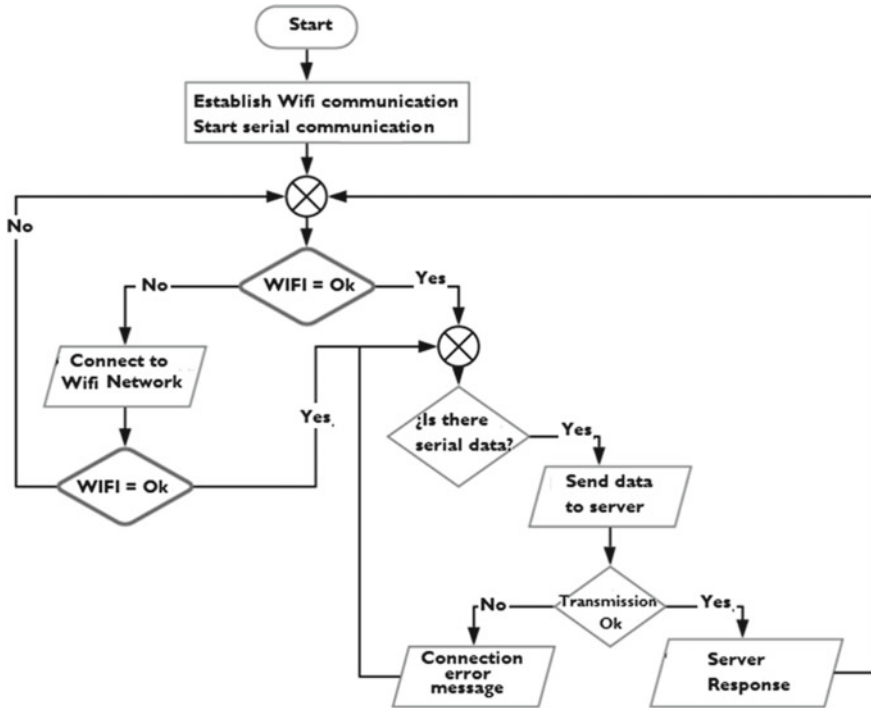 Start
Establish Wifi communication
Start serial communication
No
WIFI = Ok
No
Yes
Connect to
Wifi Network
Yes.
¿Is there
serial data?
Yes
WIFI = Ok
Send data
to server
No
Transmission
Ok
Yes.
Connection
error
message
Server
Response